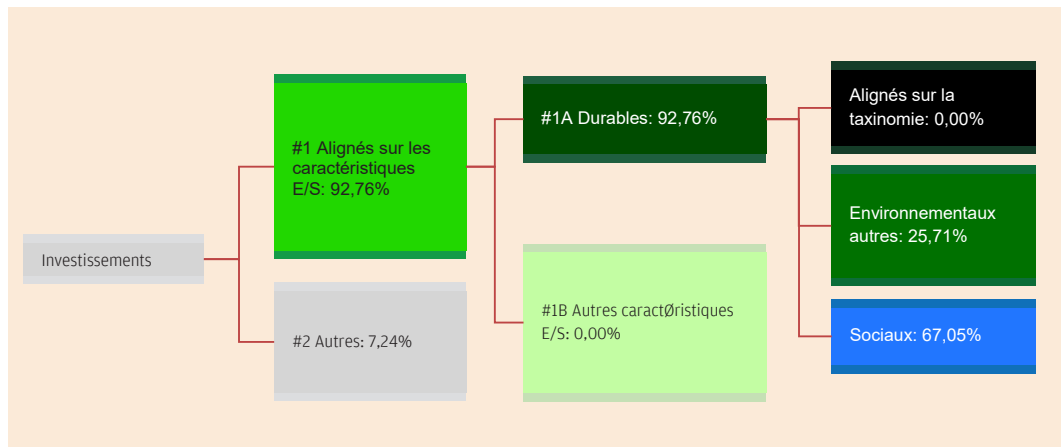 Investissements
#1 Alignés sur les
caractéristiques
E/S: 92,76%
#2 Autres: 7,24%
#1A Durables: 92,76%
#1B Autres caractØristiques
E/S: 0,00%
Alignés sur la
taxinomie: 0,00%
Environnementaux
autres: 25,71%
Sociaux: 67,05%